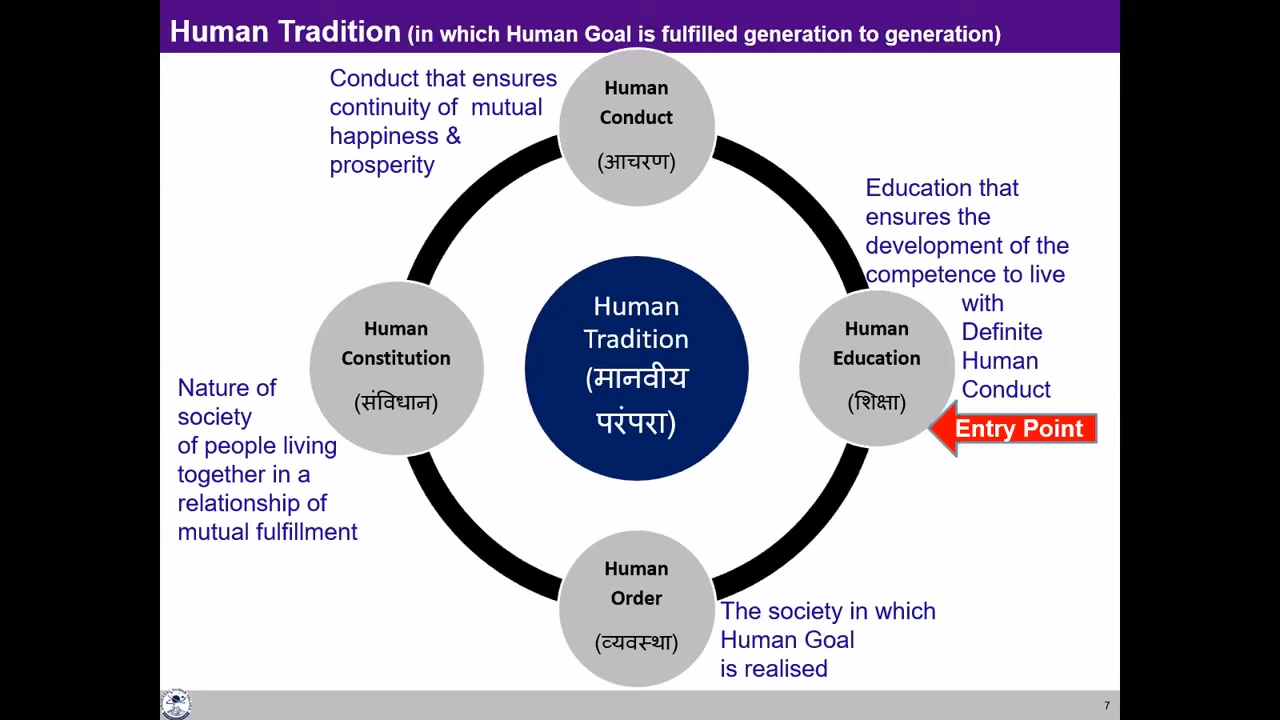 Human Tradition (in which Human Goal is fulfilled generation to generation)
Conduct that ensures
continuity of mutual
happiness &
prosperity
Human
Conduct
(आचरण)
Education that
ensures the
development of the
competence to live
with
Definite
Human
Conduct
Human
Education
(शिक्षा)
Entry Point
Human
Tradition
(मानवीय
परंपरा)
Human
Constitution
(संविधान)
Nature of
society
of people living
together in a
relationship of
mutual fulfillment
Human
Order
(व्यवस्था)
The society in which
Human Goal
is realised
7